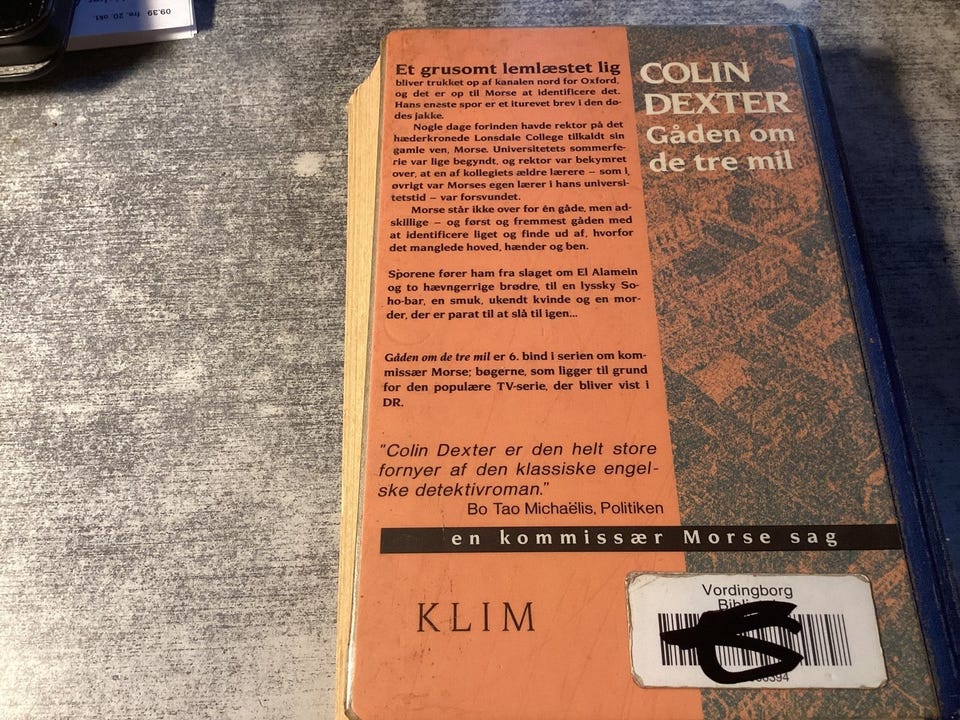 09.39 fre. 20. okt.
Et grusomt lemlæstet lig
bliver trukket op af kanalen nord for Oxford,
og det er op til Morse at identificere det.
Hans eneste spor er et iturevet brev i den dø-
des jakke.
Nogle dage forinden havde rektor på det
hæderkronede Lonsdale College tilkaldt sin
gamle ven, Morse. Universitetets sommerfe-
rie var lige begyndt, og rektor var bekymret
over, at en af kollegiets ældre lærere – som i
øvrigt var Morses egen lærer i hans universi-
tetstid – var forsvundet.
Morse står ikke over for én gåde, men ad-
skillige – og først og fremmest gåden med
at identificere liget og finde ud af, hvorfor
det manglede hoved, hænder og ben.
Sporene fører ham fra slaget om El Alamein
og to hævngerrige brødre, til en lyssky So-
ho-bar, en smuk, ukendt kvinde og en mor-
der, der er parat til at slå til igen...
Gåden om de tre mil er 6. bind i serien om kom-
missær Morse; bøgerne, som ligger til grund
for den populære TV-serie, der bliver vist i
DR.
"Colin Dexter er den helt store
fornyer af den klassiske engel-
ske detektivroman."
Bo Tao Michaëlis, Politiken
en kommissær Morse sag
KLIM
COLIN
DEXTER
Gåden om
de tre mil
Vordingborg